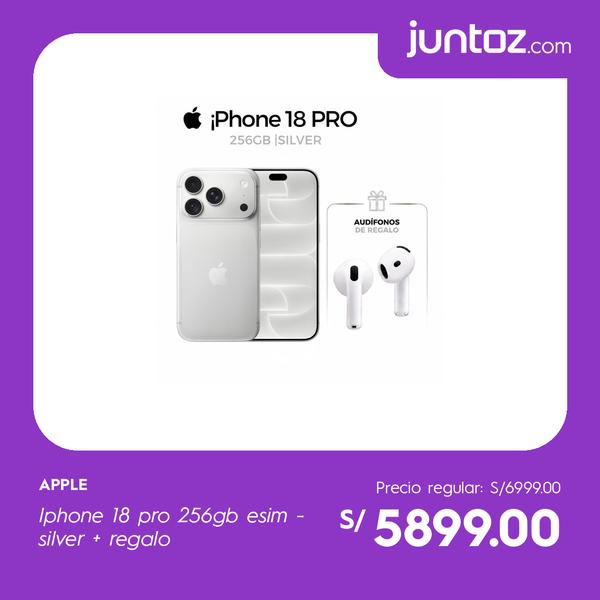 juntoz.com
¡Phone 18 PRO
256GB |SILVER
AUDÍFONOS
DE REGALO
APPLE
Iphone 18 pro 256gb esim -
silver + regalo
Precio regular: S/6999.00
S/ 5899.00